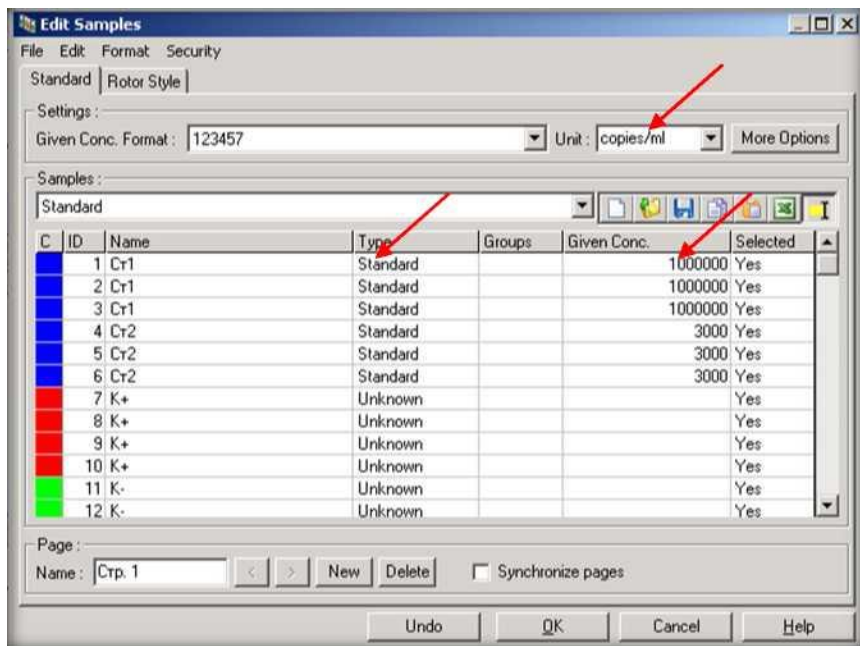 Edit Samples
File Edit Format Security
Standard Rotor Style
Settings :
Given Conc. Format : 123457 Unit : copies/ml More Options
Samples :
Standard
C ID Name Type Groups Given Conc. Selected
1 Ст1 Standard 1000000 Yes
2 Ст1 Standard 1000000 Yes
3 Ст1 Standard 1000000 Yes
4 Ст2 Standard 3000 Yes
5 Ст2 Standard 3000 Yes
6 Ст2 Standard 3000 Yes
7 К+ Unknown Yes
8 К+ Unknown Yes
9 К+ Unknown Yes
10 К+ Unknown Yes
11 К- Unknown Yes
12 К- Unknown Yes
Page :
Name : Стр. 1 < > New Delete Synchronize pages
Undo OK Cancel Help